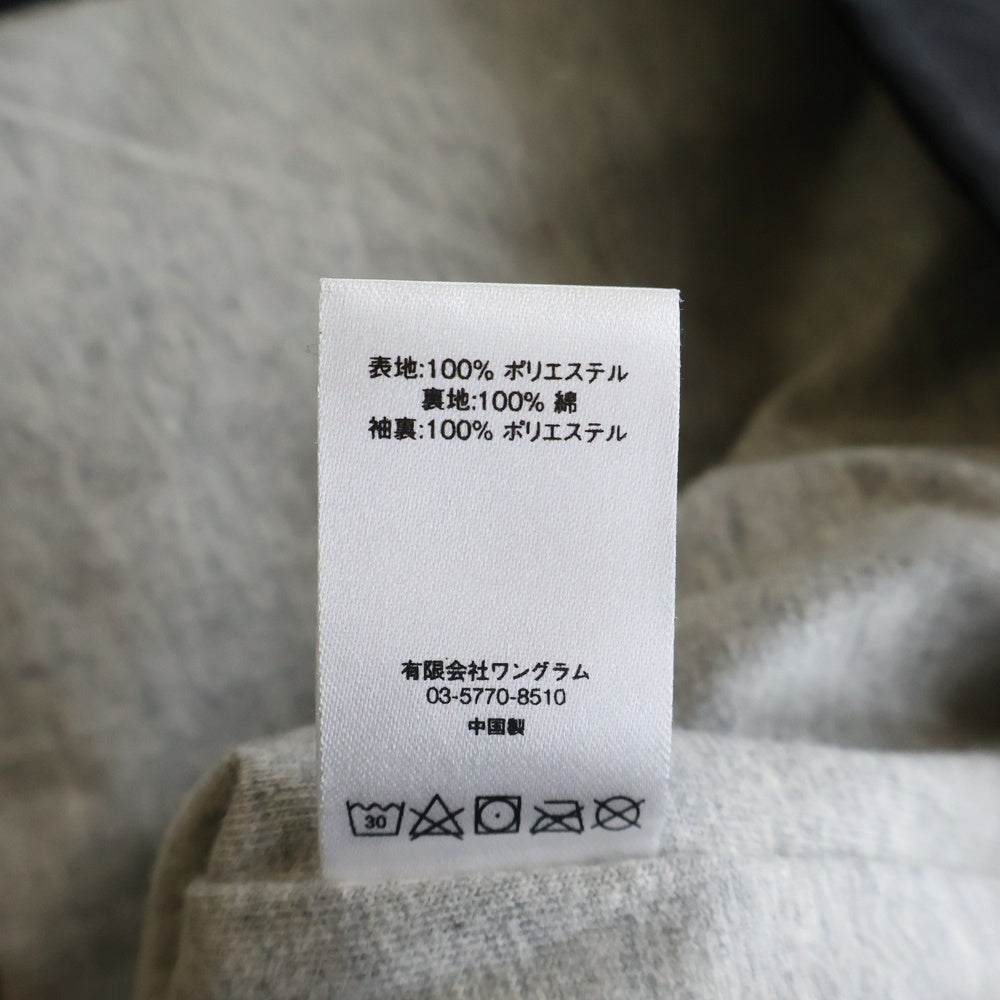 表地:100% ポリエステル
裏地:100% 綿
袖裏:100% ポリエステル
有限会社ワングラム
03-5770-8510
中国製
30